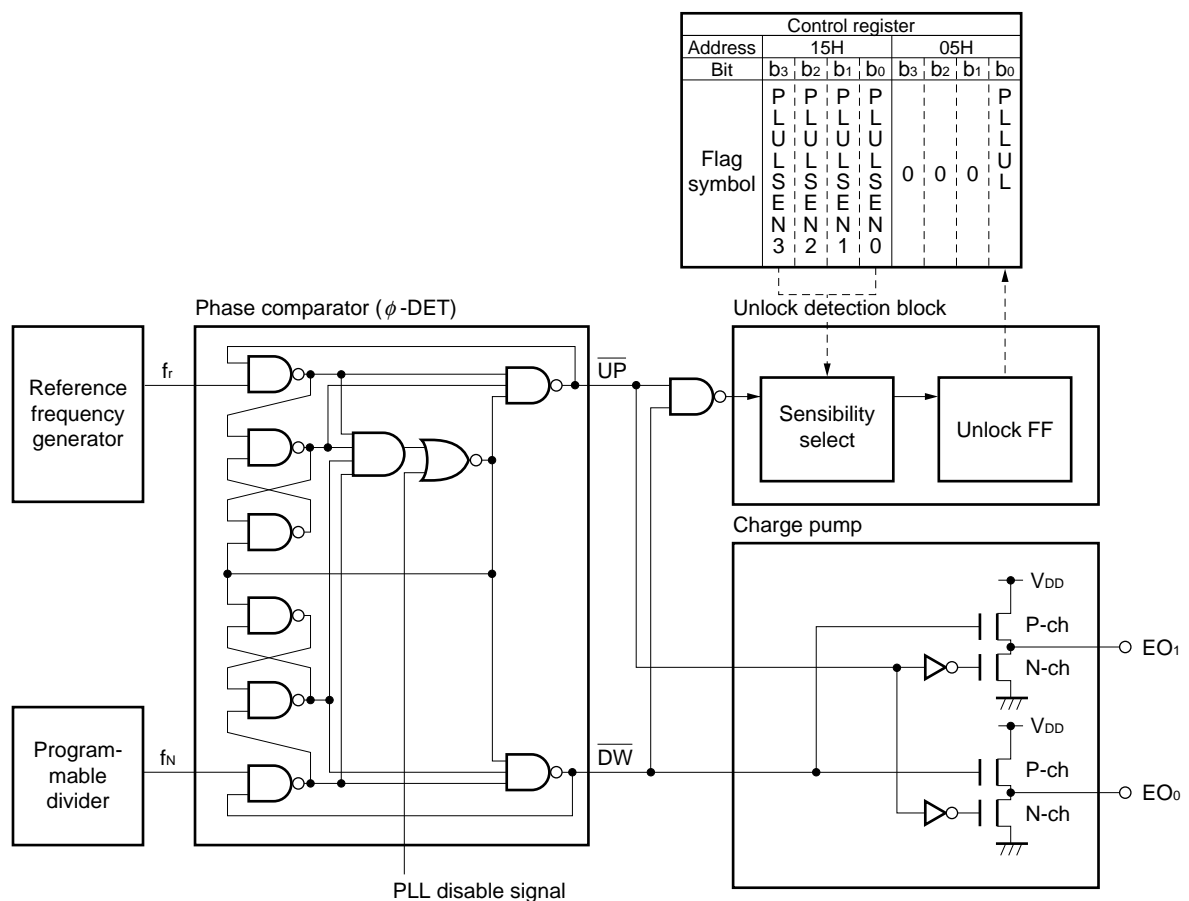 Control register
Address 15H 05H
Bit b3 b2 b1 b0 b3 b2 b1 b0
Flag symbol PLULSEN3 PLULSEN2 PLULSEN1 PLULSEN0 0 0 0 PLLUL
Phase comparator (ϕ-DET)
Unlock detection block
Reference
frequency
generator
fr
UP
Sensibility
select
Unlock FF
Charge pump
VDD
P-ch
EO1
N-ch
VDD
Program-
mable
divider
fN
DW
P-ch
EO0
N-ch
PLL disable signal